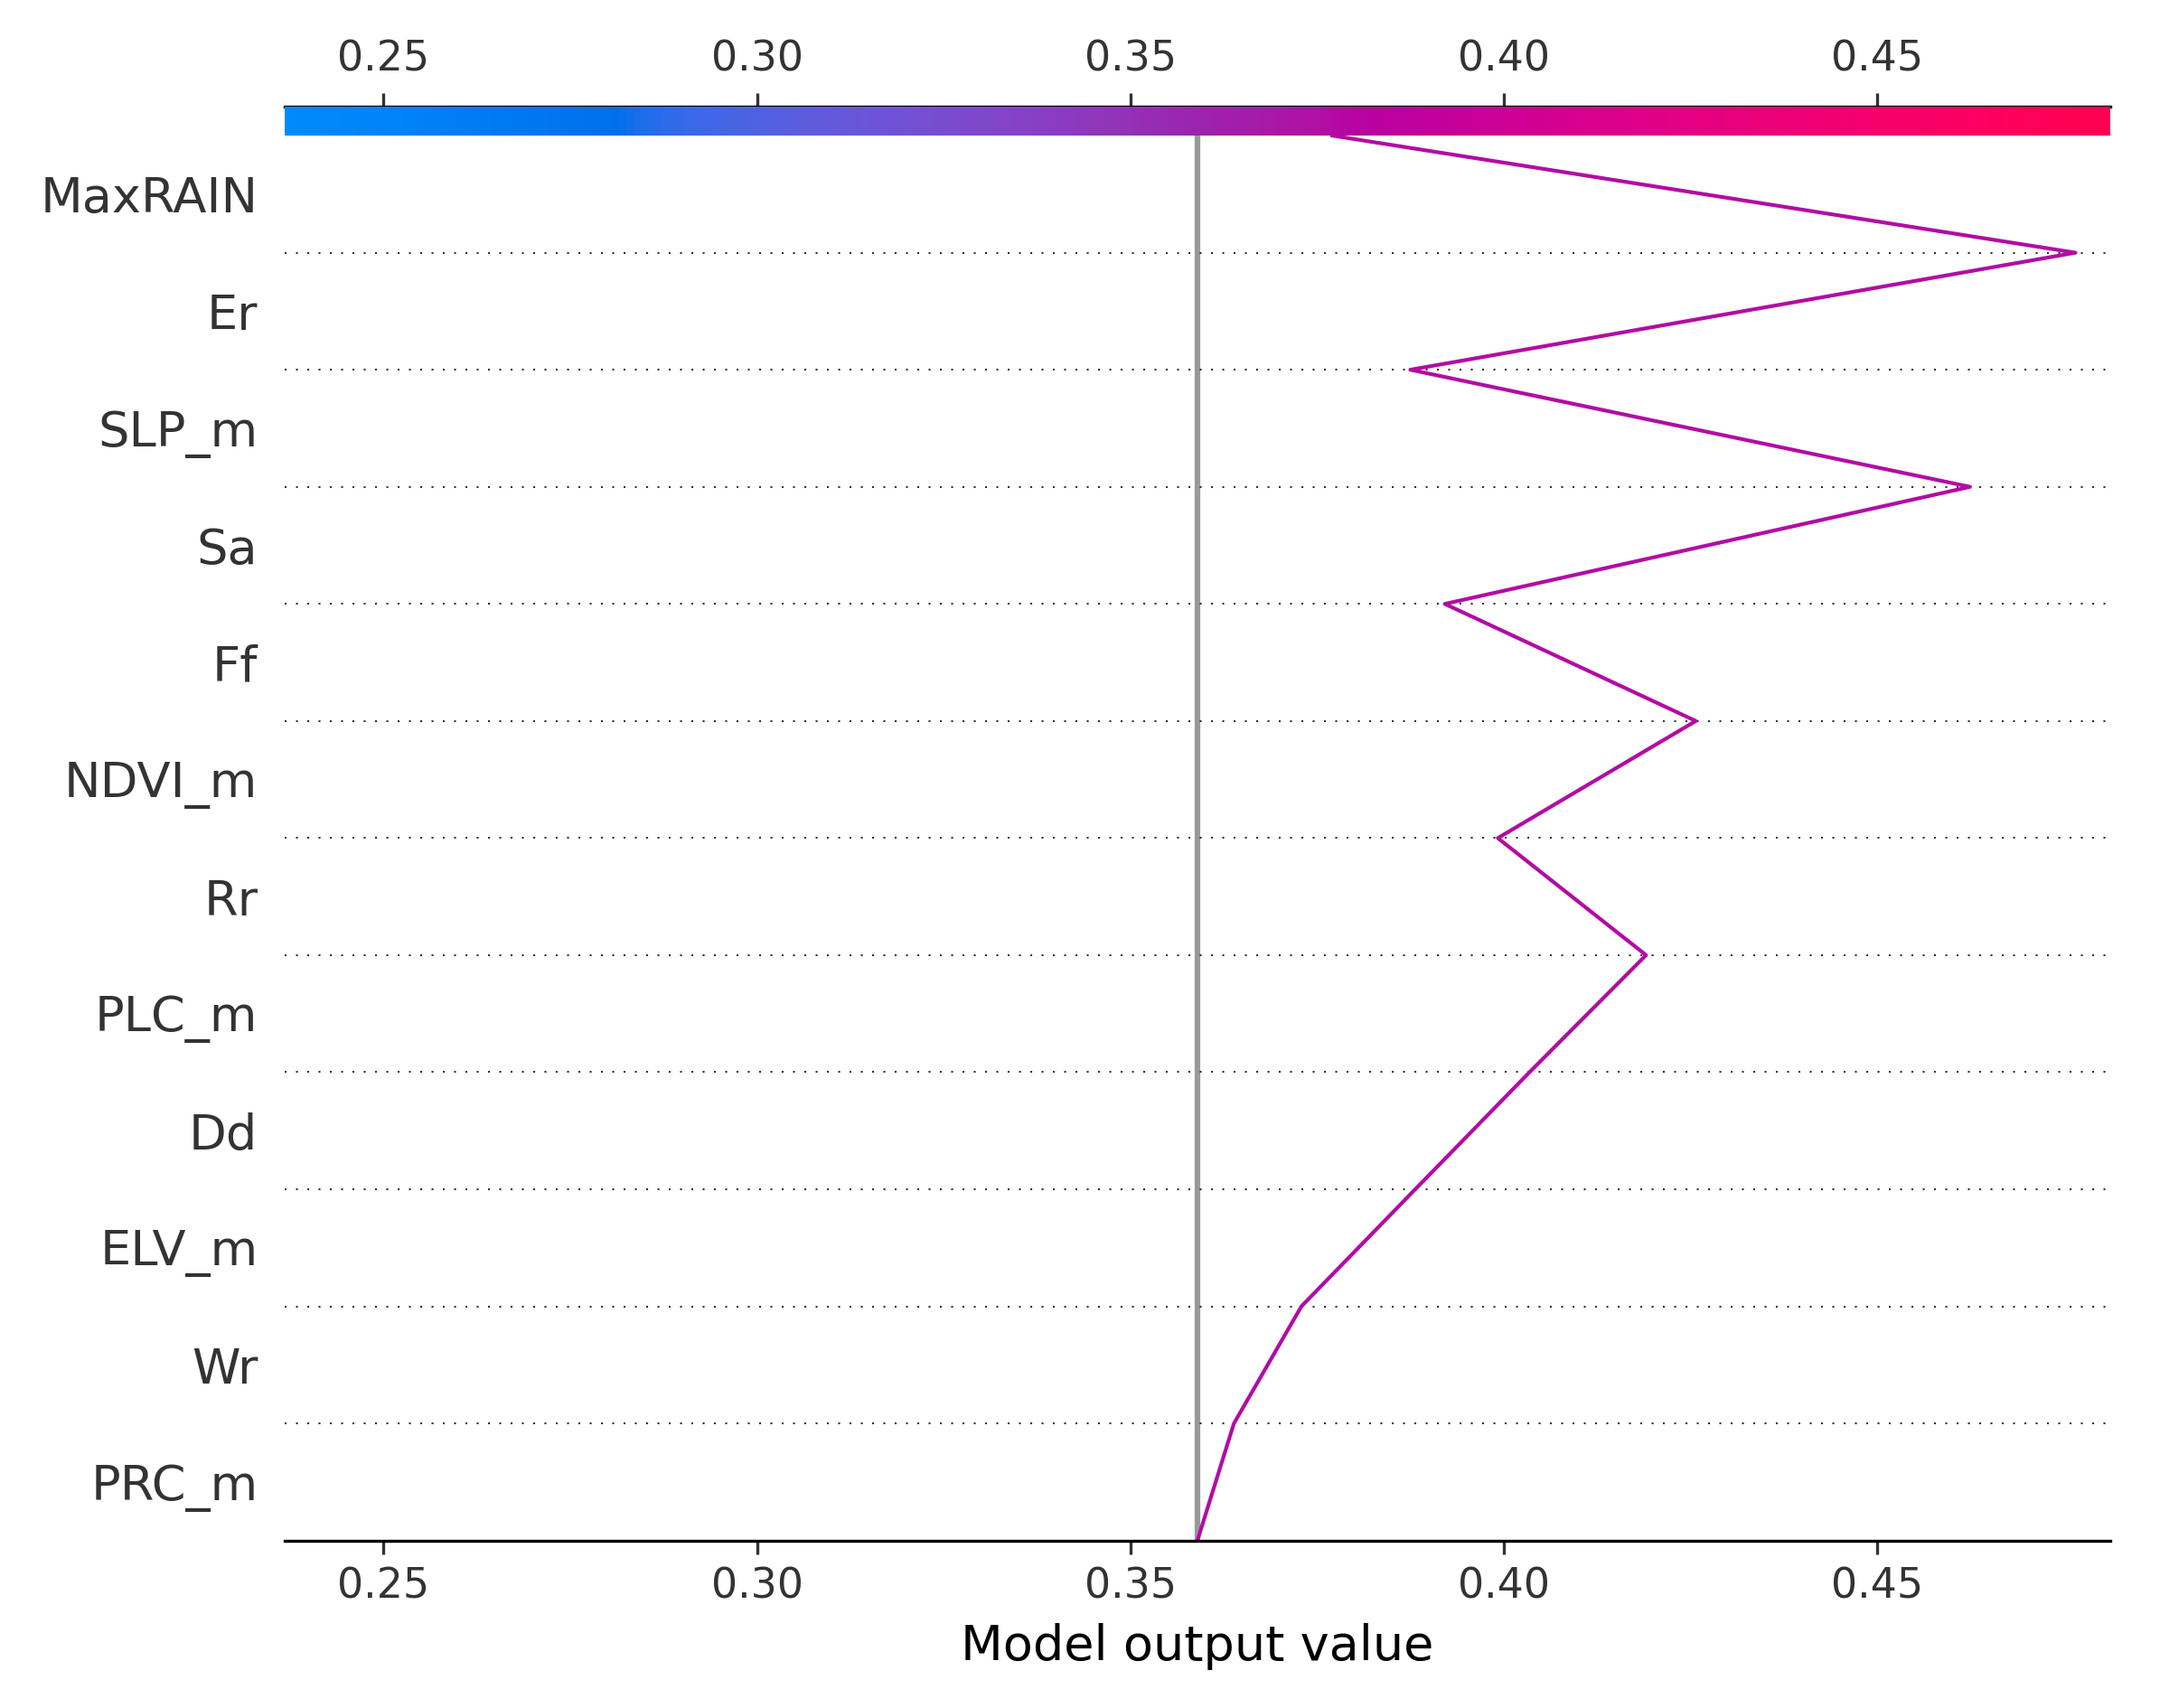 0.25 0.30 0.35 0.40 0.45
MaxRAIN
Er
SLP_m
Sa
Ff
NDVI_m
Rr
PLC_m
Dd
ELV_m
Wr
PRC_m
0.25 0.30 0.35 0.40 0.45
Model output value